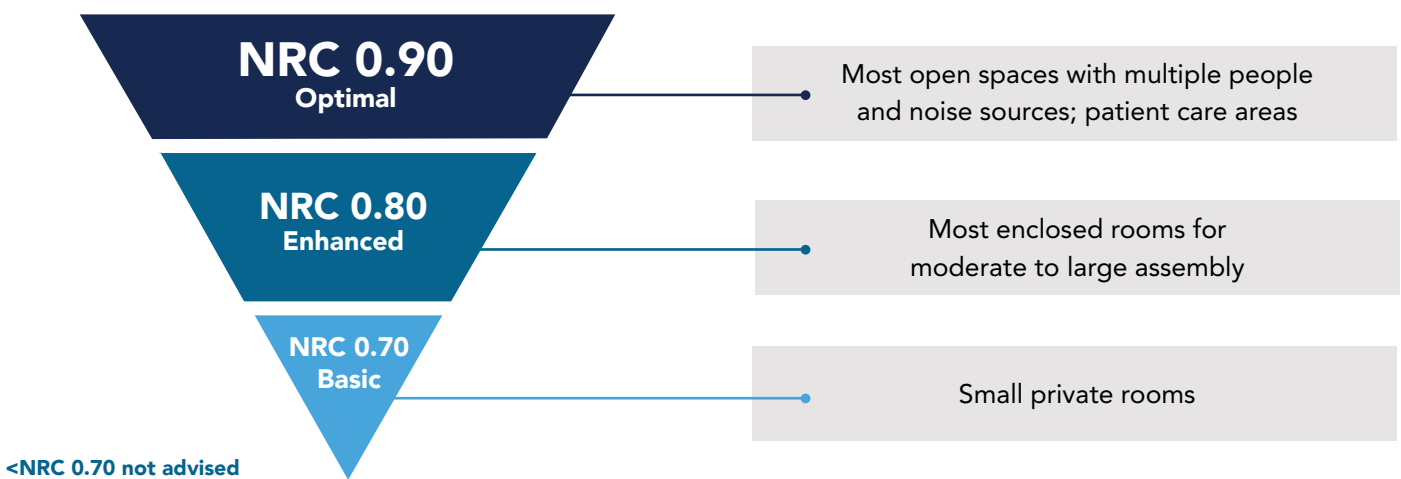 NRC 0.90
Optimal
Most open spaces with multiple people
and noise sources; patient care areas
NRC 0.80
Enhanced
Most enclosed rooms for
moderate to large assembly
NRC 0.70
Basic
Small private rooms
<NRC 0.70 not advised